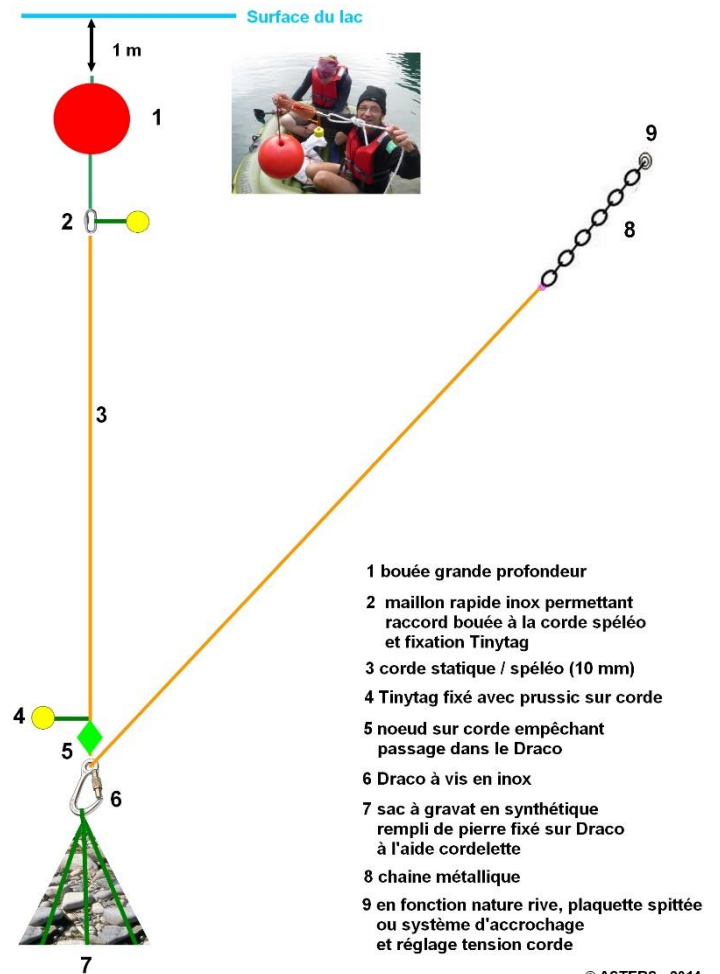 Surface du lac
1 m
1
2
3
4
5
6
7
8
9
1 bouée grande profondeur
2 maillon rapide inox permettant
raccord bouée à la corde spéléo
et fixation Tinytag
3 corde statique / spéléo (10 mm)
4 Tinytag fixé avec prussic sur corde
5 noeud sur corde empêchant
passage dans le Draco
6 Draco à vis en inox
7 sac à gravat en synthétique
rempli de pierre fixé sur Draco
à l'aide cordelette
8 chaine métallique
9 en fonction nature rive, plaquette spittée
ou système d'accrochage
et réglage tension corde